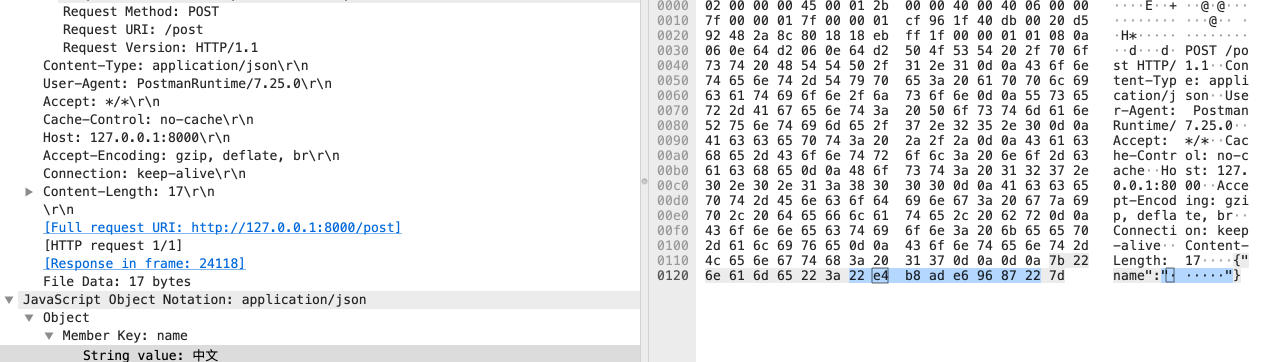 Request Method: POST
Request URI: /post
Request Version: HTTP/1.1
Content-Type: application/json\r\n
User-Agent: PostmanRuntime/7.25.0\r\n
Accept: */*\r\n
Cache-Control: no-cache\r\n
Host: 127.0.0.1:8000\r\n
Accept-Encoding: gzip, deflate, br\r\n
Connection: keep-alive\r\n
Content-Length: 17\r\n
\r\n
[Full request URI: http://127.0.0.1:8000/post]
[HTTP request 1/1]
[Response in frame: 24118]
File Data: 17 bytes
JavaScript Object Notation: application/json
Object
Member Key: name
String value: 中文
0000 02 00 00 00 45 00 01 2b 00 00 40 00 40 06 00 00 ····E··+ ··@·@···
0010 7f 00 00 01 7f 00 00 01 cf 96 1f 40 db 00 20 d5 ········ ···@·· ·
0020 92 48 2a 8c 80 18 18 eb ff 1f 00 00 01 01 08 0a ·H*····· ········
0030 06 0e 64 d2 06 0e 64 d2 50 4f 53 54 20 2f 70 6f ··d···d· POST /po
0040 73 74 20 48 54 54 50 2f 31 2e 31 0d 0a 43 6f 6e st HTTP/ 1.1··Con
0050 74 65 6e 74 2d 54 79 70 65 3a 20 61 70 70 6c 69 tent-Typ e: appli
0060 63 61 74 69 6f 6e 2f 6a 73 6f 6e 0d 0a 55 73 65 cation/j son··Use
0070 72 2d 41 67 65 6e 74 3a 20 50 6f 73 74 6d 61 6e r-Agent: Postman
0080 52 75 6e 74 69 6d 65 2f 37 2e 32 35 2e 30 0d 0a Runtime/ 7.25.0··
0090 41 63 63 65 70 74 3a 20 2a 2f 2a 0d 0a 43 61 63 Accept: */*··Cac
00a0 68 65 2d 43 6f 6e 74 72 6f 6c 3a 20 6e 6f 2d 63 he-Contr ol: no-c
00b0 61 63 68 65 0d 0a 48 6f 73 74 3a 20 31 32 37 2e ache··Ho st: 127.
00c0 30 2e 30 2e 31 3a 38 30 30 30 0d 0a 41 63 63 65 0.0.1:80 00··Acce
00d0 70 74 2d 45 6e 63 6f 64 69 6e 67 3a 20 67 7a 69 pt-Encod ing: gzi
00e0 70 2c 20 64 65 66 6c 61 74 65 2c 20 62 72 0d 0a p, defla te, br··
00f0 43 6f 6e 6e 65 63 74 69 6f 6e 3a 20 6b 65 65 70 Connecti on: keep
0100 2d 61 6c 69 76 65 0d 0a 43 6f 6e 74 65 6e 74 2d -alive·· Content-
0110 4c 65 6e 67 74 68 3a 20 31 37 0d 0a 0d 0a 7b 22 Length: 17····{"
0120 6e 61 6d 65 22 3a 22 e4 b8 ad e6 96 87 22 7d name":"· ·····"}